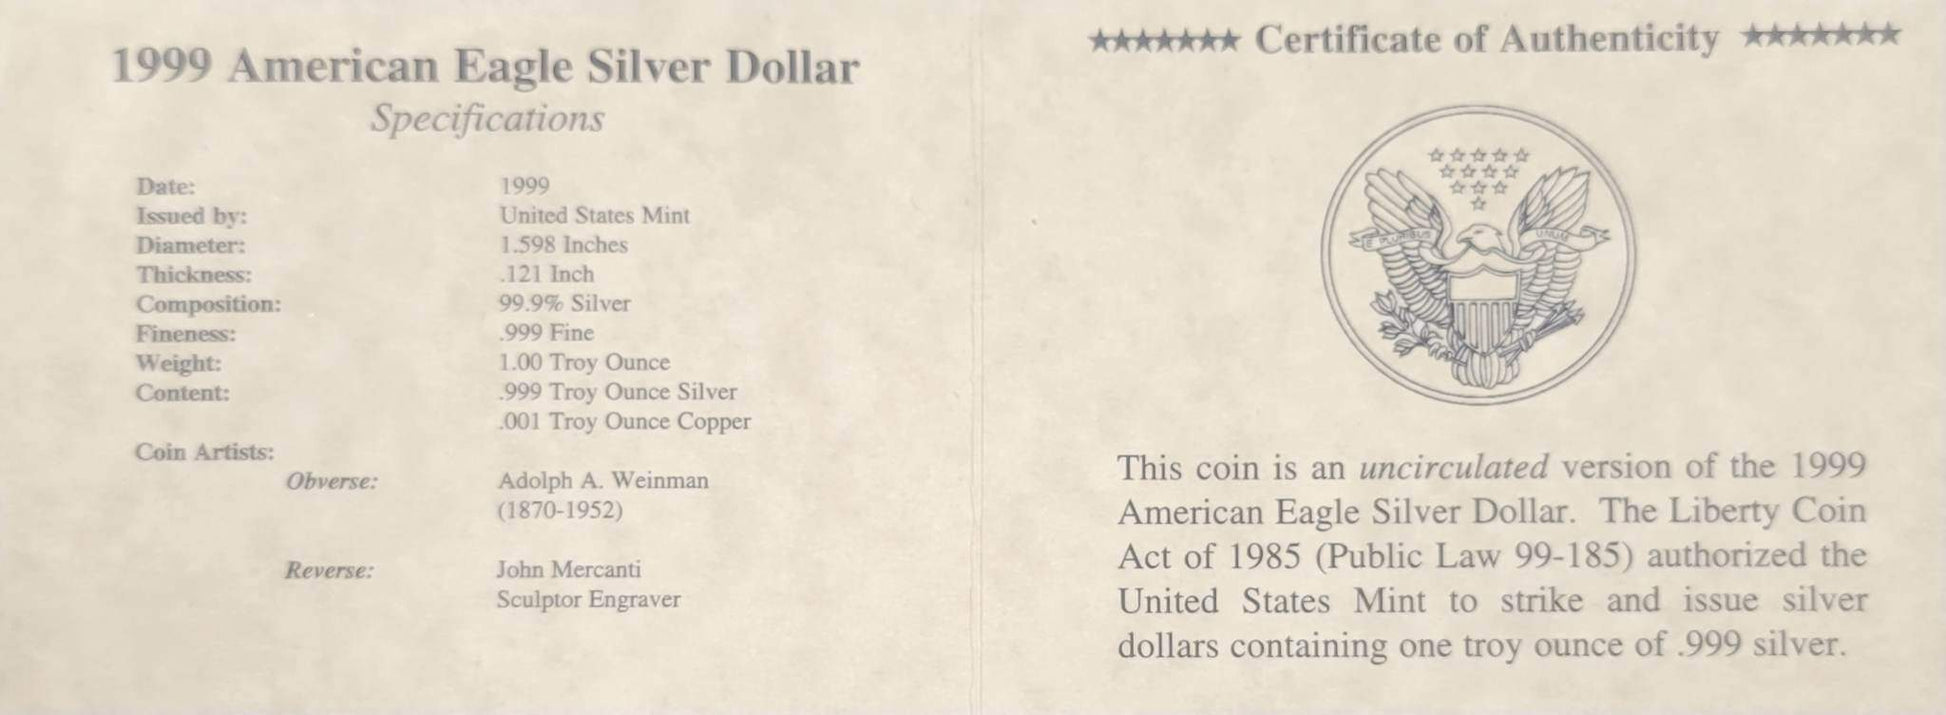 1999 American Eagle Silver Dollar
Specifications
Date: 1999
Issued by: United States Mint
Diameter: 1.598 Inches
Thickness: .121 Inch
Composition: 99.9% Silver
Fineness: .999 Fine
Weight: 1.00 Troy Ounce
Content: .999 Troy Ounce Silver
.001 Troy Ounce Copper
Coin Artists:
Obverse: Adolph A. Weinman
(1870-1952)
Reverse: John Mercanti
Sculptor Engraver
★★★★★★★ Certificate of Authenticity ★★★★★★★
E PLURIBUS UNUM
This coin is an uncirculated version of the 1999
American Eagle Silver Dollar. The Liberty Coin
Act of 1985 (Public Law 99-185) authorized the
United States Mint to strike and issue silver
dollars containing one troy ounce of .999 silver.